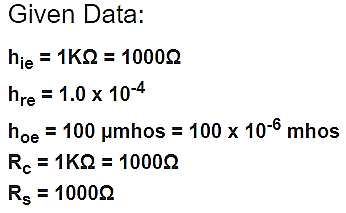 Given Data:
hie = 1KΩ = 1000Ω
hre = 1.0 x 10-4
hoe = 100 µmhos = 100 x 10-6 mhos
Rc = 1KΩ = 1000Ω
Rs = 1000Ω